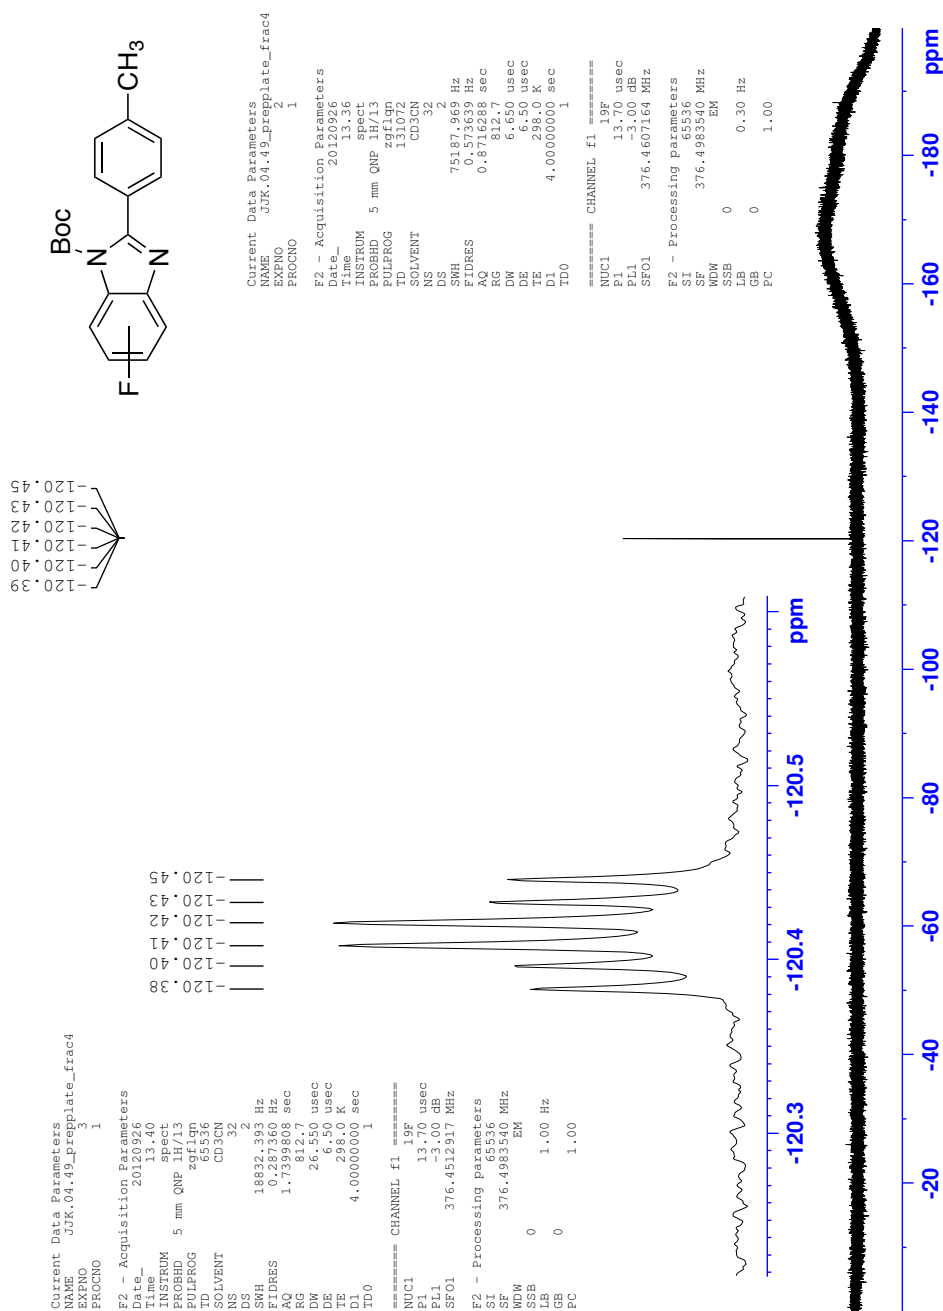 Current Data Parameters
NAME JJK.04.49_prepplate_frac4
EXPNO 3
PROCNO 1
F2 - Acquisition Parameters
Date_ 20120926
Time 13.40
INSTRUM spect
PROBHD 5 mm QNP 1H/13
PULPROG zgflqn
TD 65536
SOLVENT CD3CN
NS 32
DS 2
SWH 18832.393 Hz
FIDRES 0.287360 Hz
AQ 1.7399808 sec
RG 812.7
DW 26.550 usec
DE 6.50 usec
TE 298.0 K
D1 4.00000000 sec
TD0 1
======== CHANNEL f1 ========
NUC1 19F
P1 13.70 usec
PL1 -3.00 dB
SFO1 376.4512917 MHz
F2 - Processing parameters
SI 65536
SF 376.4983540 MHz
WDW EM
SSB 0
LB 1.00 Hz
GB 0
PC 1.00
-120.38
-120.40
-120.41
-120.42
-120.43
-120.45
-120.3
-120.4
-120.5
ppm
-120.39
-120.40
-120.41
-120.42
-120.43
-120.45
F
Boc
N
N
CH3
Current Data Parameters
NAME JJK.04.49_prepplate_frac4
EXPNO 2
PROCNO 1
F2 - Acquisition Parameters
Date_ 20120926
Time 13.36
INSTRUM spect
PROBHD 5 mm QNP 1H/13
PULPROG zgflqn
TD 131072
SOLVENT CD3CN
NS 32
DS 2
SWH 75187.969 Hz
FIDRES 0.573639 Hz
AQ 0.8716288 sec
RG 812.7
DW 6.650 usec
DE 6.50 usec
TE 298.0 K
D1 4.00000000 sec
TD0 1
======== CHANNEL f1 ========
NUC1 19F
P1 13.70 usec
PL1 -3.00 dB
SFO1 376.4607164 MHz
F2 - Processing parameters
SI 65536
SF 376.4983540 MHz
WDW EM
SSB 0
LB 0.30 Hz
GB 0
PC 1.00
-20
-40
-60
-80
-100
-120
-140
-160
-180
ppm